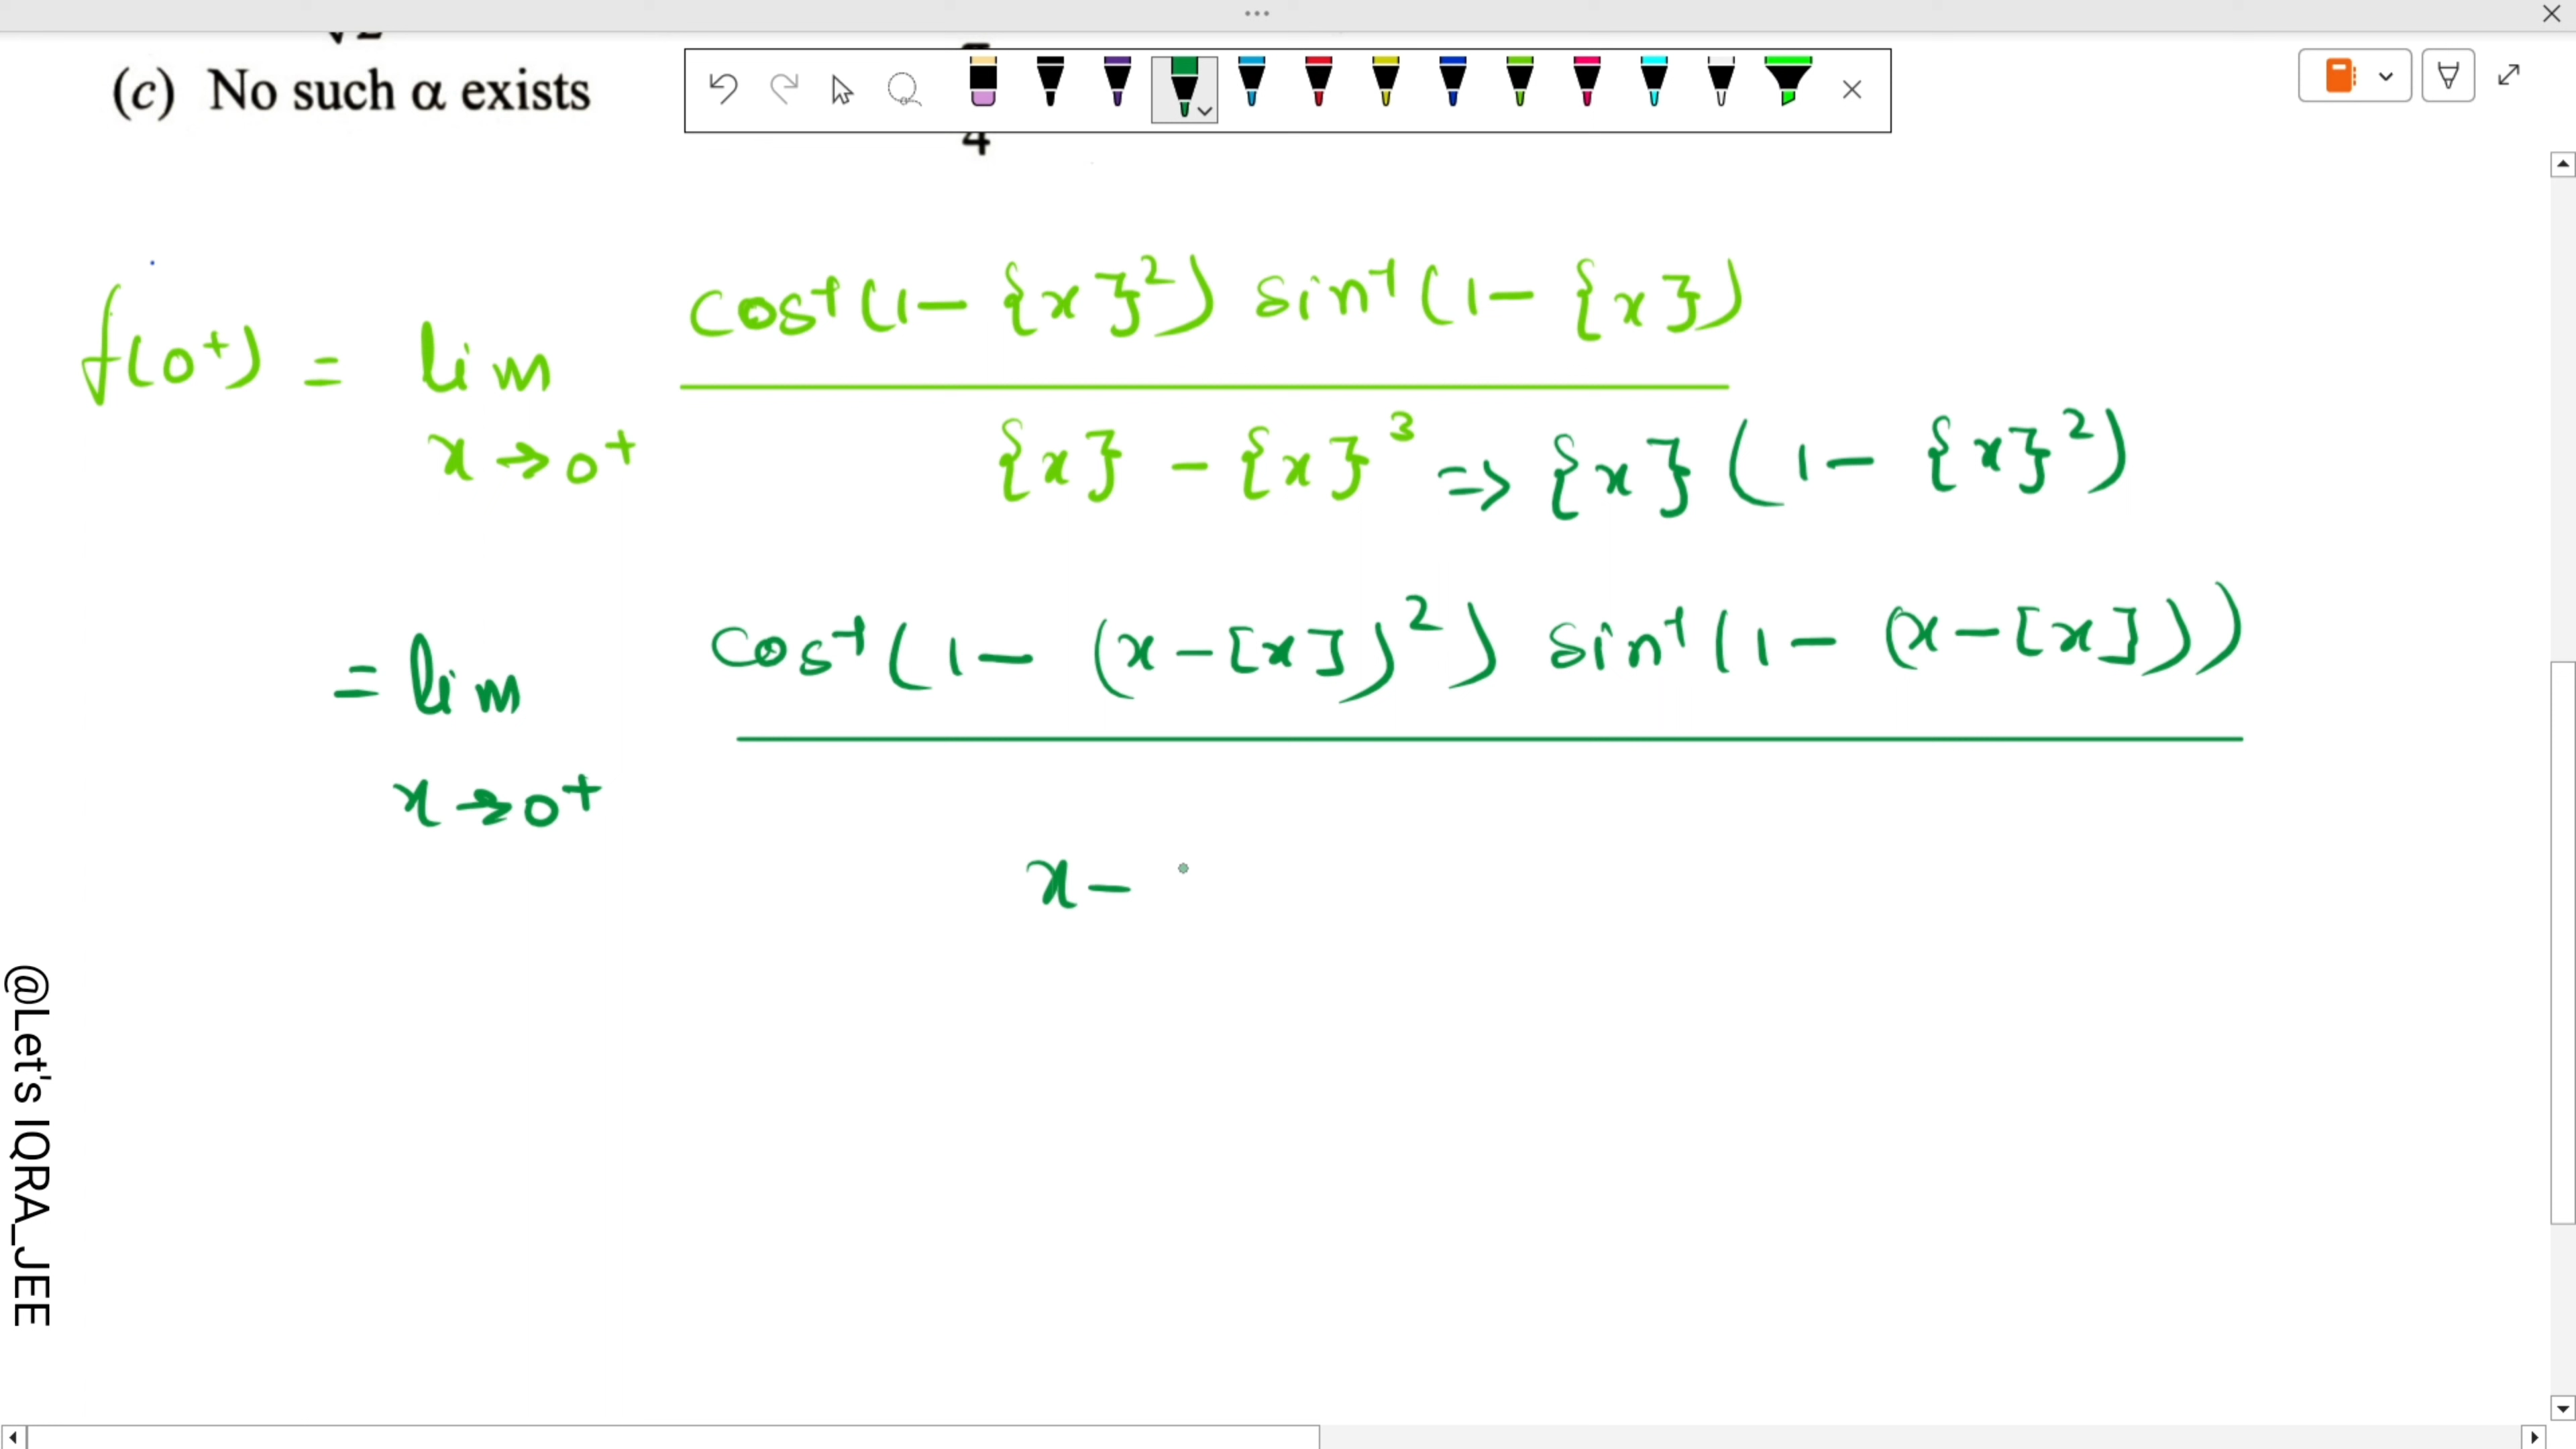 (c) No such α exists
4
f(0⁺) = lim x→0⁺ cos⁻¹(1 − {x}²) sin⁻¹(1 − {x})
{x} − {x}³ ⇒ {x}(1 − {x}²)
= lim x→0⁺ cos⁻¹(1 − (x − [x])²) sin⁻¹(1 − (x − [x]))
x −
@Let's IQRA_JEE